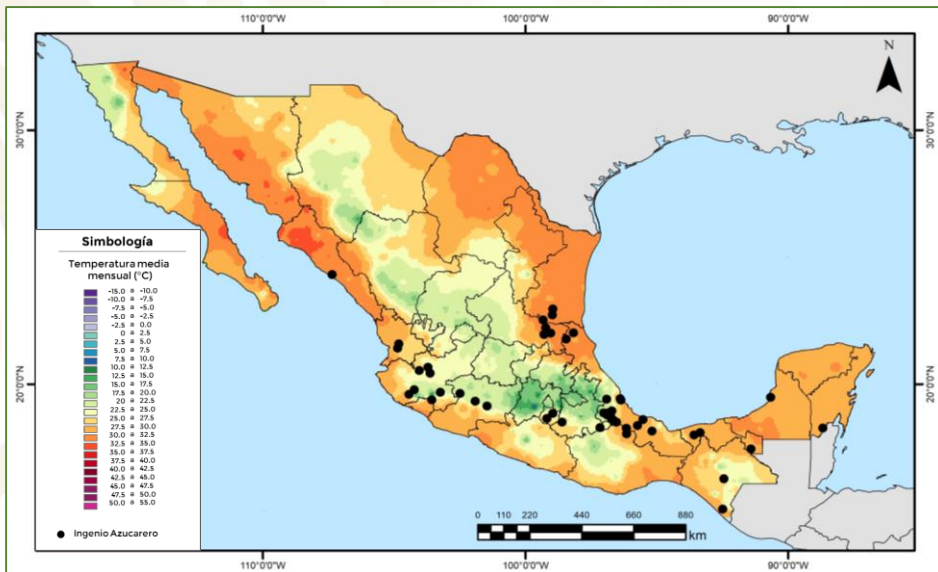 110°0'0"W 100°0'0"W 90°0'0"W
N
30°0'0"N 30°0'0"N
20°0'0"N 20°0'0"N
Simbología
Temperatura media
mensual (°C)
-15.0 a -10.0
-10.0 a -7.5
-7.5 a -5.0
-5.0 a -2.5
-2.5 a 0.0
0 a 2.5
2.5 a 5.0
5.0 a 7.5
7.5 a 10.0
10.0 a 12.5
12.5 a 15.0
15.0 a 17.5
17.5 a 20.0
20 a 22.5
22.5 a 25.0
25.0 a 27.5
27.5 a 30.0
30.0 a 32.5
32.5 a 35.0
35.0 a 37.5
37.5 a 40.0
40.0 a 42.5
42.5 a 45.0
45.0 a 47.5
47.5 a 50.0
50.0 a 55.0
Ingenio Azucarero
0 110 220 440 660 880
km
110°0'0"W 100°0'0"W 90°0'0"W